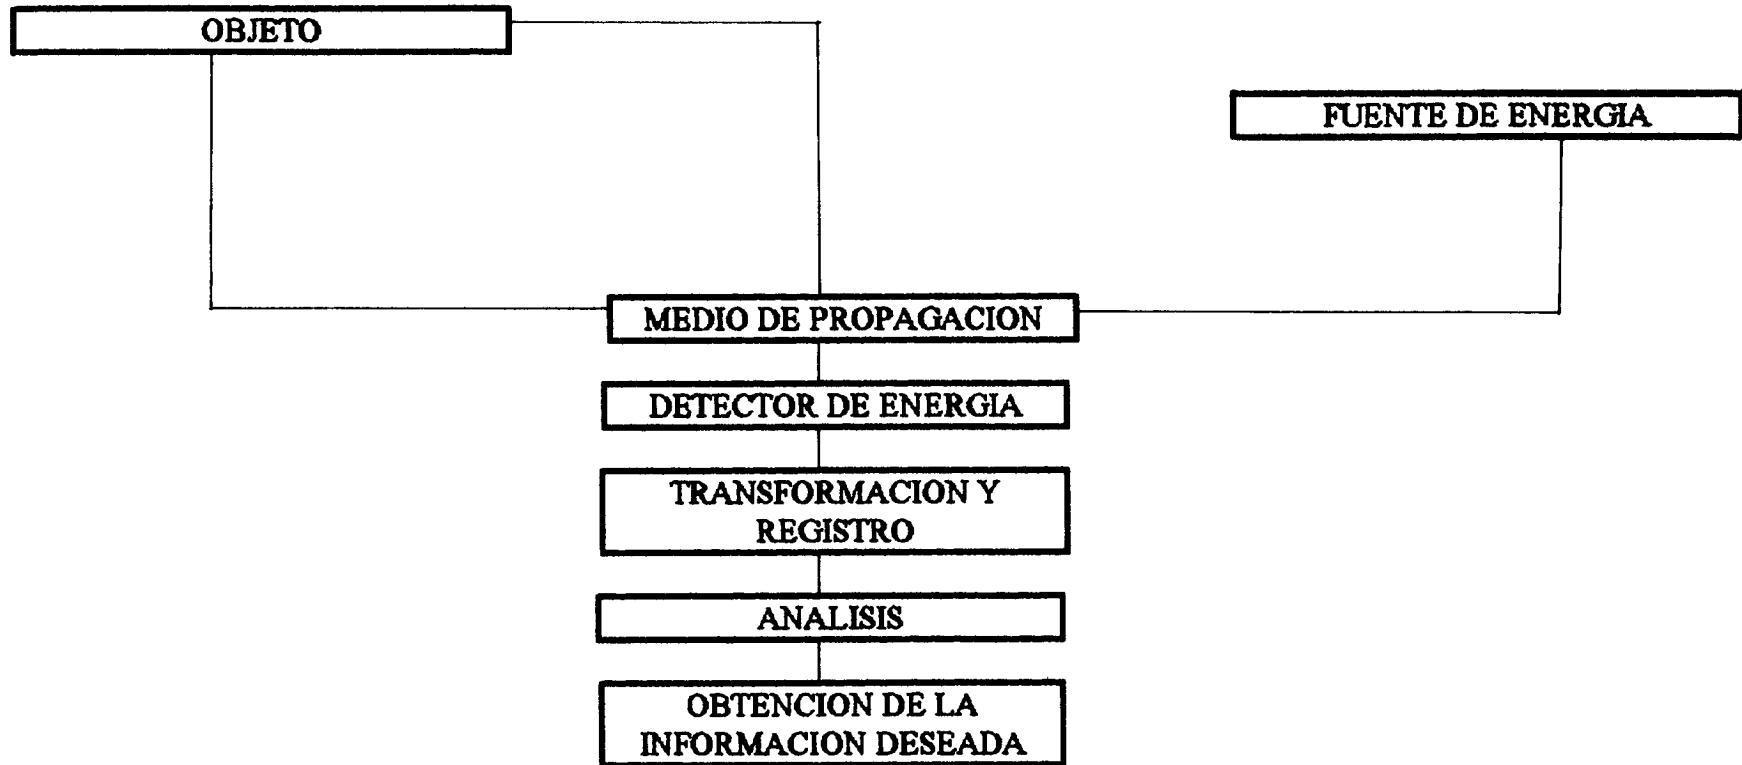 OBJETO
FUENTE DE ENERGIA
MEDIO DE PROPAGACION
DETECTOR DE ENERGIA
TRANSFORMACION Y
REGISTRO
ANALISIS
OBTENCION DE LA
INFORMACION DESEADA